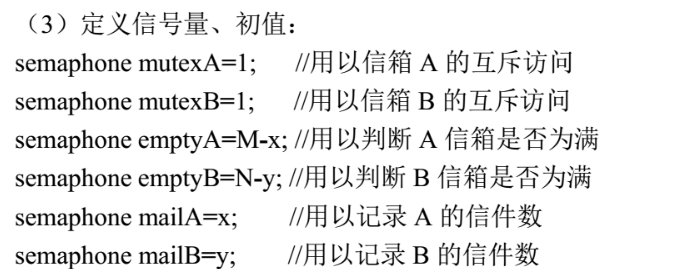 （3）定义信号量、初值：
semaphone mutexA=1; //用以信箱 A 的互斥访问
semaphone mutexB=1; //用以信箱 B 的互斥访问
semaphone emptyA=M-x; //用以判断 A 信箱是否为满
semaphone emptyB=N-y; //用以判断 B 信箱是否为满
semaphone mailA=x; //用以记录 A 的信件数
semaphone mailB=y; //用以记录 B 的信件数